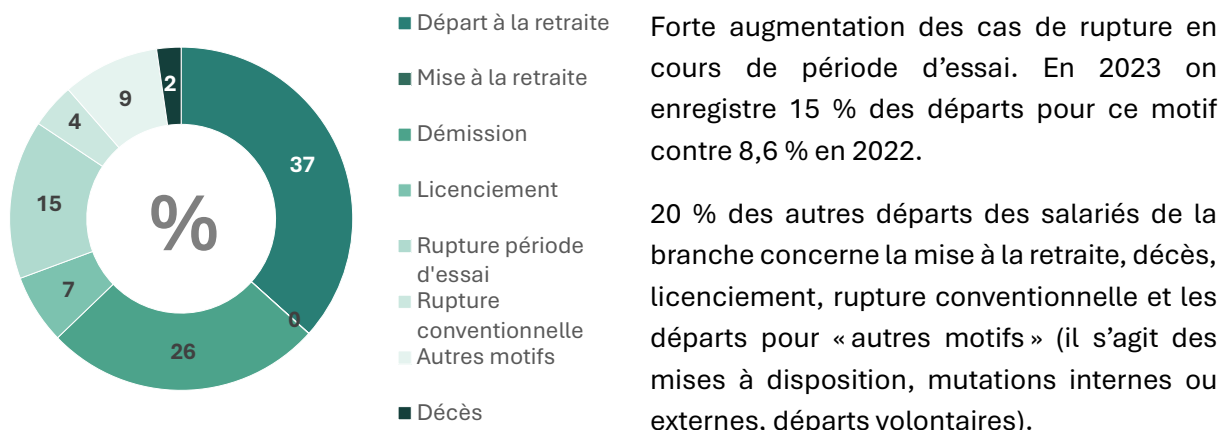 37
0
26
7
15
4
9
2
%
Départ à la retraite
Mise à la retraite
Démission
Licenciement
Rupture période
d'essai
Rupture
conventionnelle
Autres motifs
Décès
Forte augmentation des cas de rupture en
cours de période d’essai. En 2023 on
enregistre 15 % des départs pour ce motif
contre 8,6 % en 2022.
20 % des autres départs des salariés de la
branche concerne la mise à la retraite, décès,
licenciement, rupture conventionnelle et les
départs pour « autres motifs » (il s’agit des
mises à disposition, mutations internes ou
externes, départs volontaires).